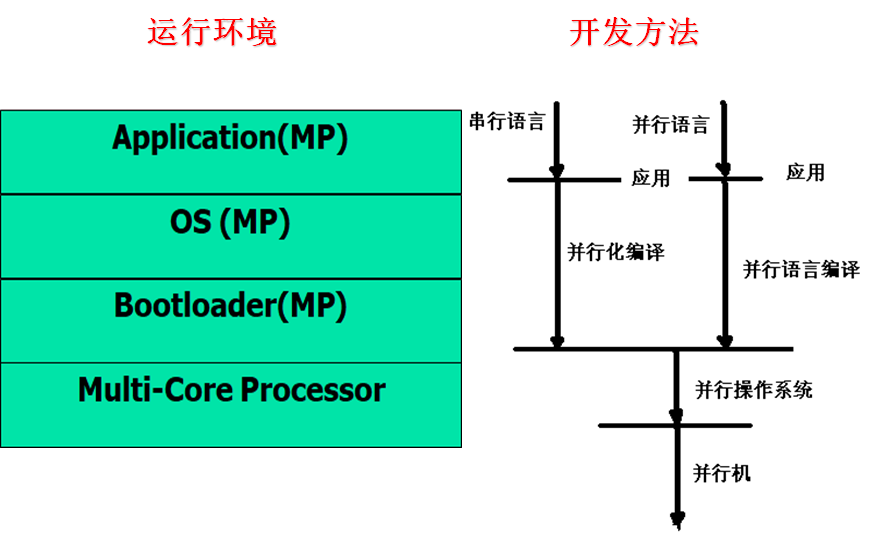 运行环境
开发方法
Application(MP)
OS (MP)
Bootloader(MP)
Multi-Core Processor
串行语言
并行语言
应用
应用
并行化编译
并行语言编译
并行操作系统
并行机